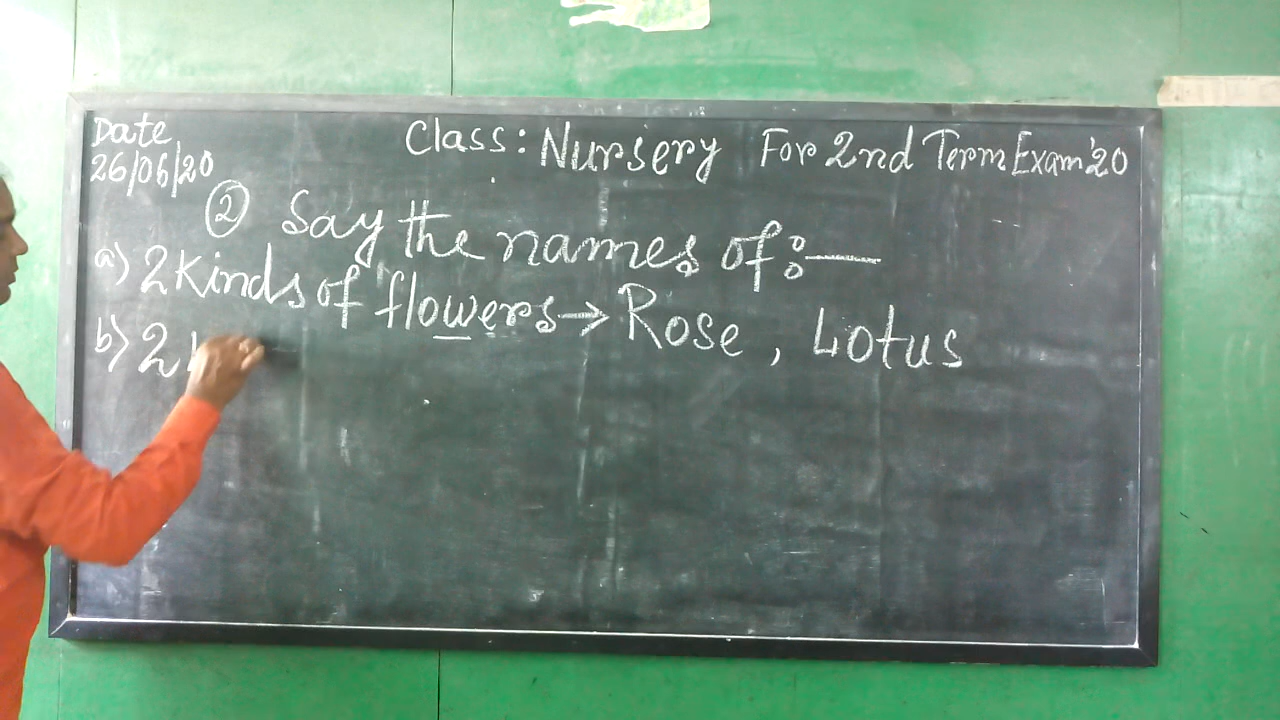 Date
26/06/20
Class: Nursery For 2nd Term Exam'20
② Say the names of:—
a) 2 Kinds of flowers → Rose, Lotus
b) 2